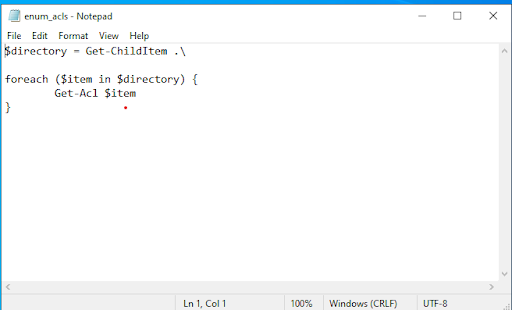 enum_acls - Notepad
File Edit Format View Help
$directory = Get-ChildItem .\
foreach ($item in $directory) {
Get-Acl $item
}
Ln 1, Col 1 100% Windows (CRLF) UTF-8